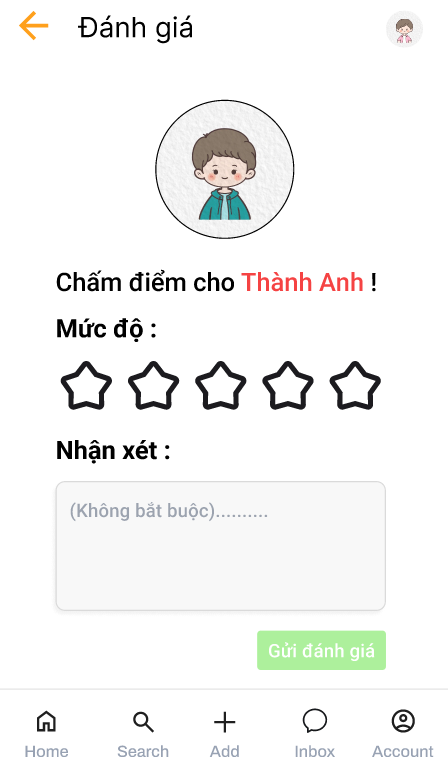 Đánh giá
Chấm điểm cho Thành Anh !
Mức độ :
Nhận xét :
(Không bắt buộc)..........
Gửi đánh giá
Home Search Add Inbox Account